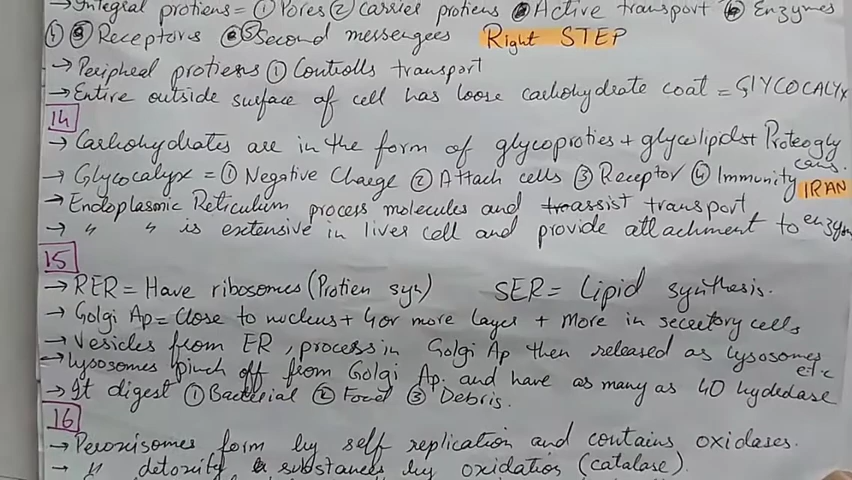 → Integral protiens = ① Pores ② carrier protiens ③ Active transport ④ Enzymes
⑤ Receptors ⑤ Second messengees Right STEP
→ Peripheal protiens ① Controlls transport
→ Entire outside surface of cell has loose carbohydrate coat = GLYCOCALYX
14
→ Carbohydrates are in the form of glycoproties + glycolipdst Proteogly
cans.
→ Glycocalyx = ① Negative Charge ② Attach cells ③ Receptor ④ Immunity IRAN
→ Endoplasmic Reticulum process molecules and assist transport
→ " " is extensive in liver cell and provide attachment to enzym
15
→ RER = Have ribosomes (Protien syn) SER = Lipid synthesis.
→ Golgi Ap = Close to nucleus + 4 or more layer + More in secretory cells
→ Vesicles from ER, process in Golgi Ap then released as lysosomes
etc
→ Lysosomes pinch off from Golgi Ap. and have as many as 40 hydedase
→ It digest ① Bacterial ② Food ③ Debris.
16
→ Peroxisomes form by self replication and contains oxidases.
→ " detoxify substances by oxidation (catalase).